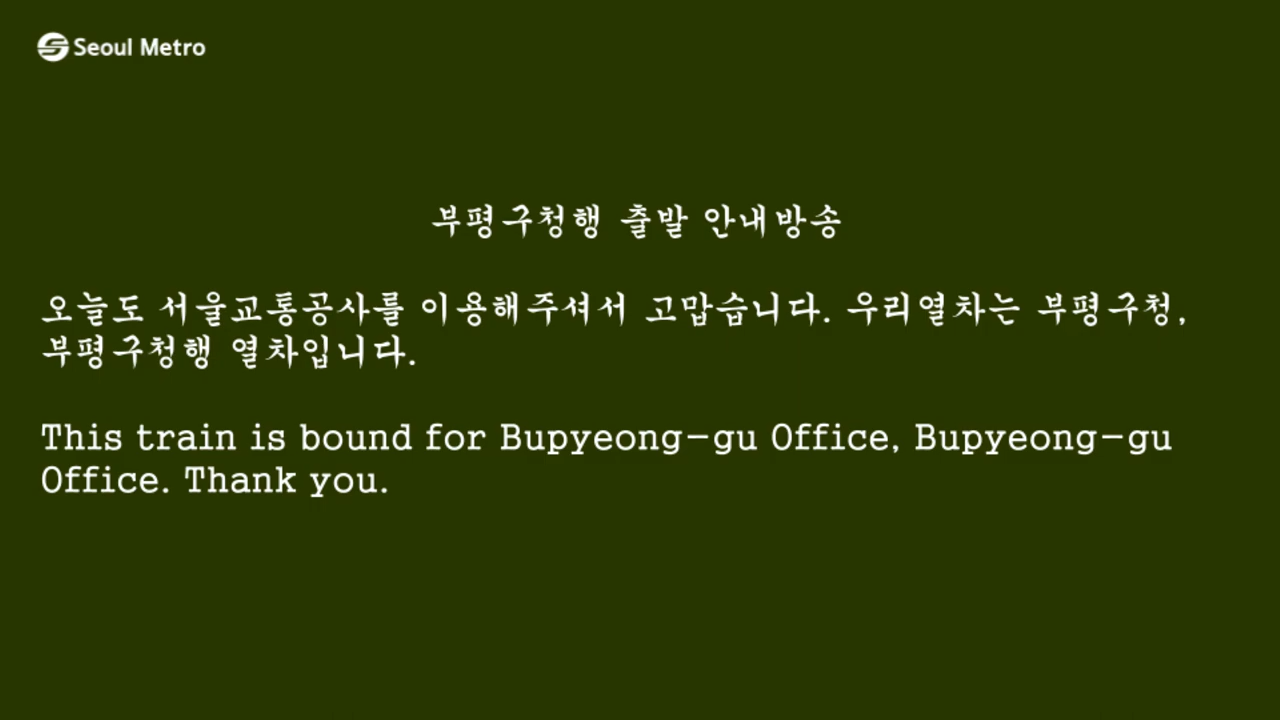 Seoul Metro
부평구청행 출발 안내방송
오늘도 서울교통공사를 이용해주셔서 고맙습니다. 우리열차는 부평구청,
부평구청행 열차입니다.
This train is bound for Bupyeong-gu Office, Bupyeong-gu
Office. Thank you.